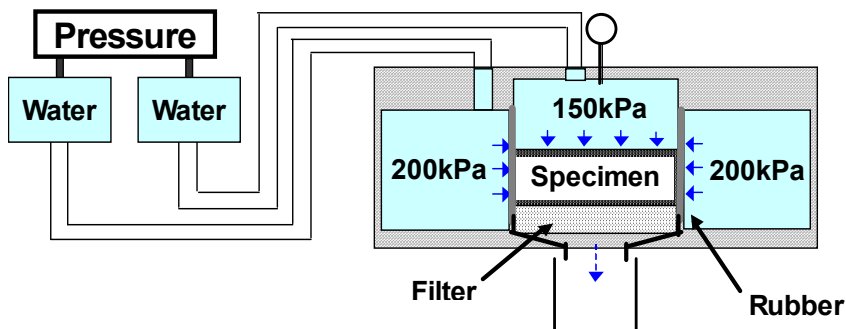 Pressure
Water
Water
150kPa
200kPa
Specimen
200kPa
Filter
Rubber